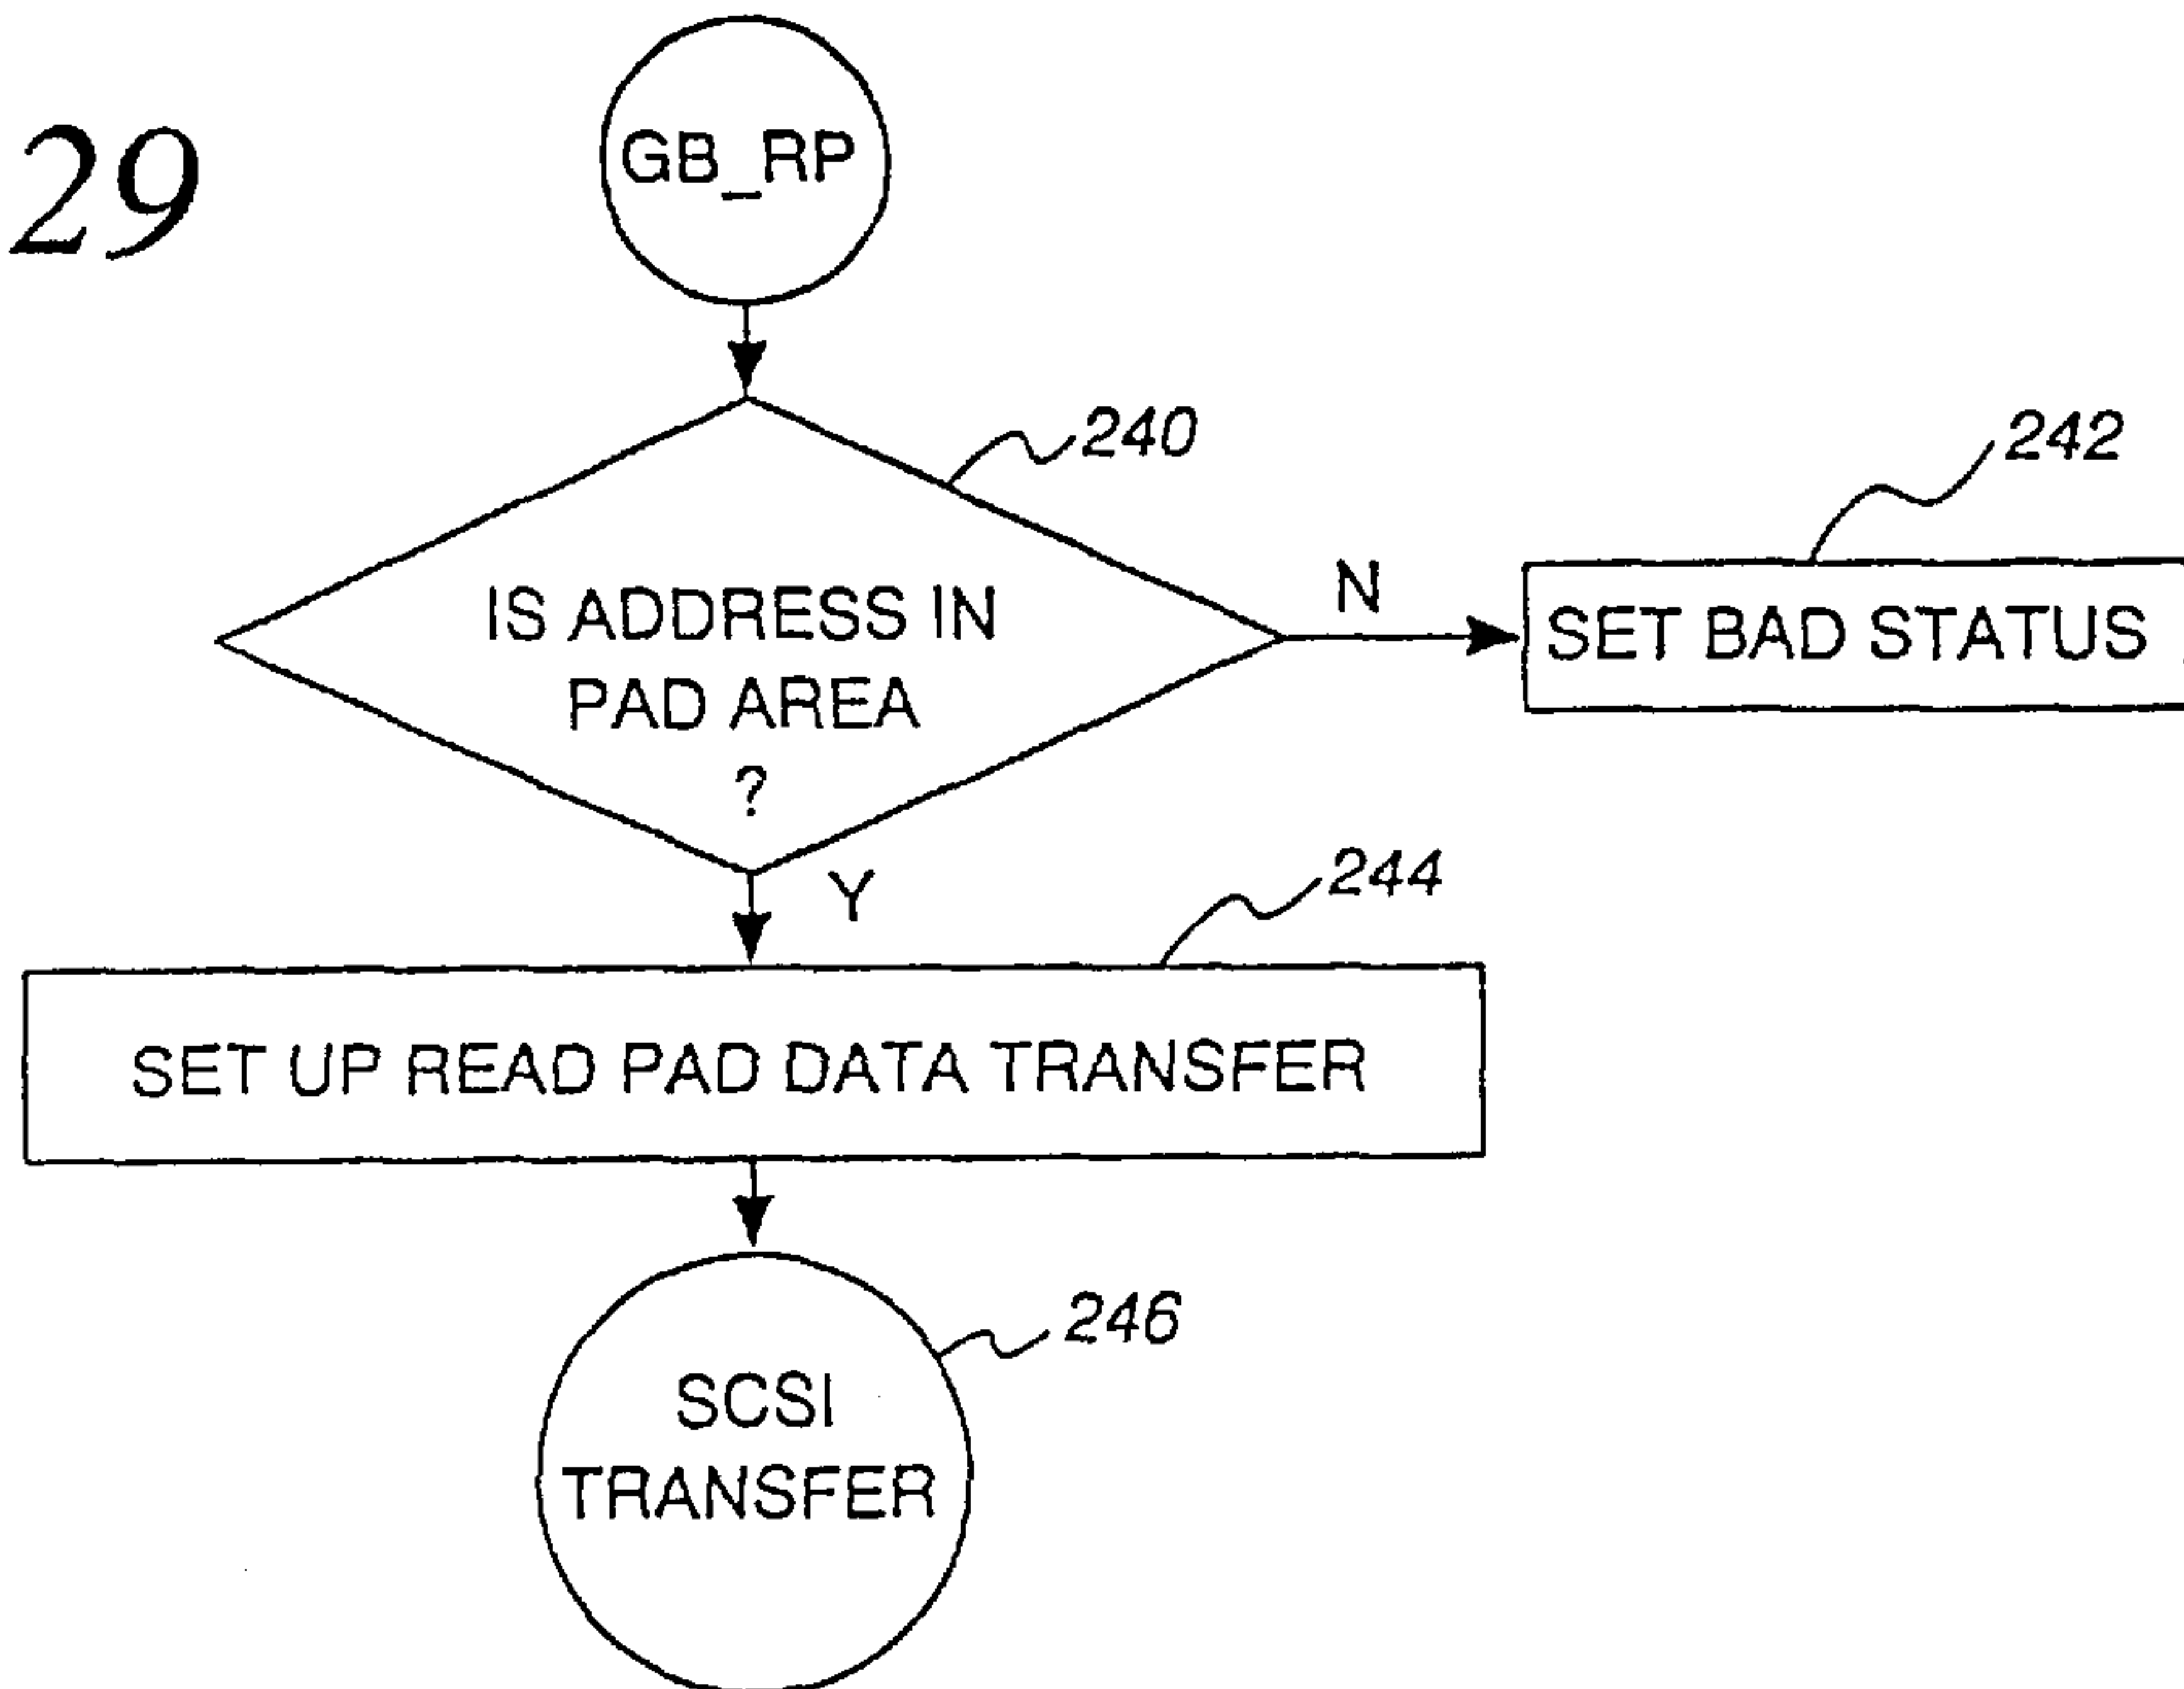 29
GB_RP
240
242
IS ADDRESS IN
PAD AREA
?
N
SET BAD STATUS
Y
244
SET UP READ PAD DATA TRANSFER
246
SCSI
TRANSFER